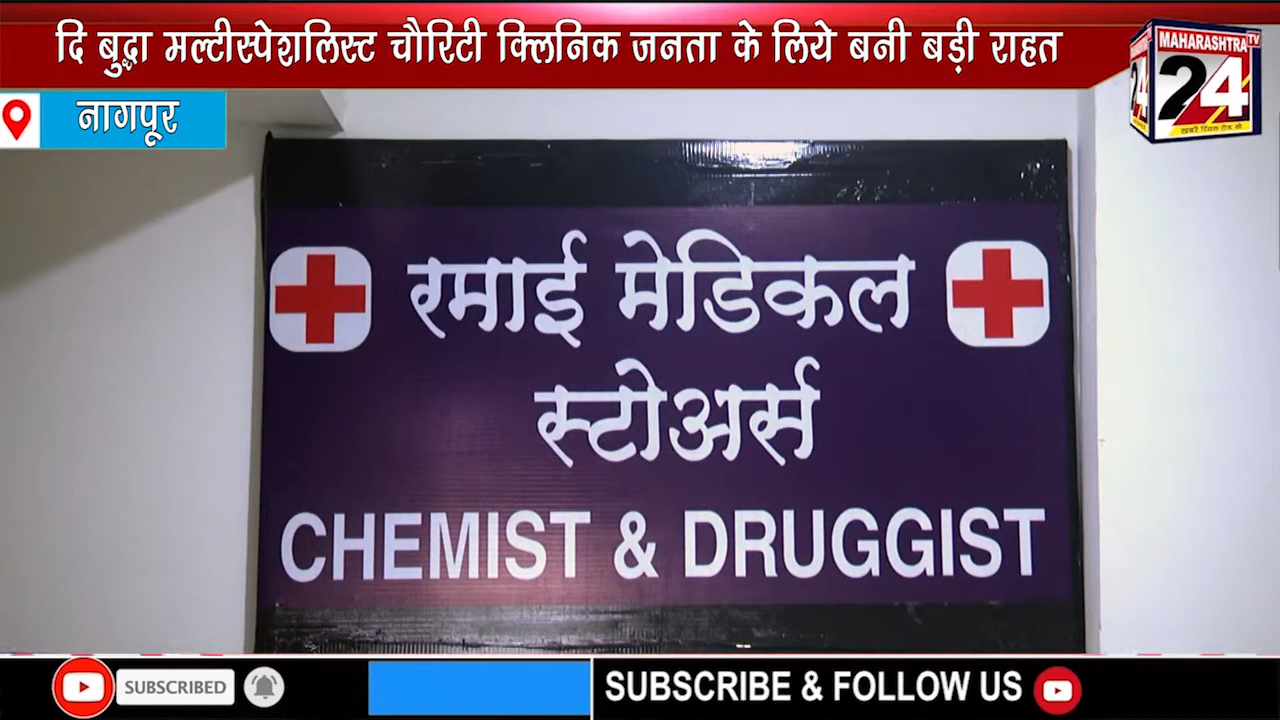 दि बुद्धा मल्टीस्पेशलिस्ट चौरिटी क्लिनिक जनता के लिये बनी बड़ी राहत
MAHARASHTRA
TV
24
24
नागपूर
रमाई मेडिकल
स्टोअर्स
CHEMIST & DRUGGIST
SUBSCRIBED
SUBSCRIBE & FOLLOW US